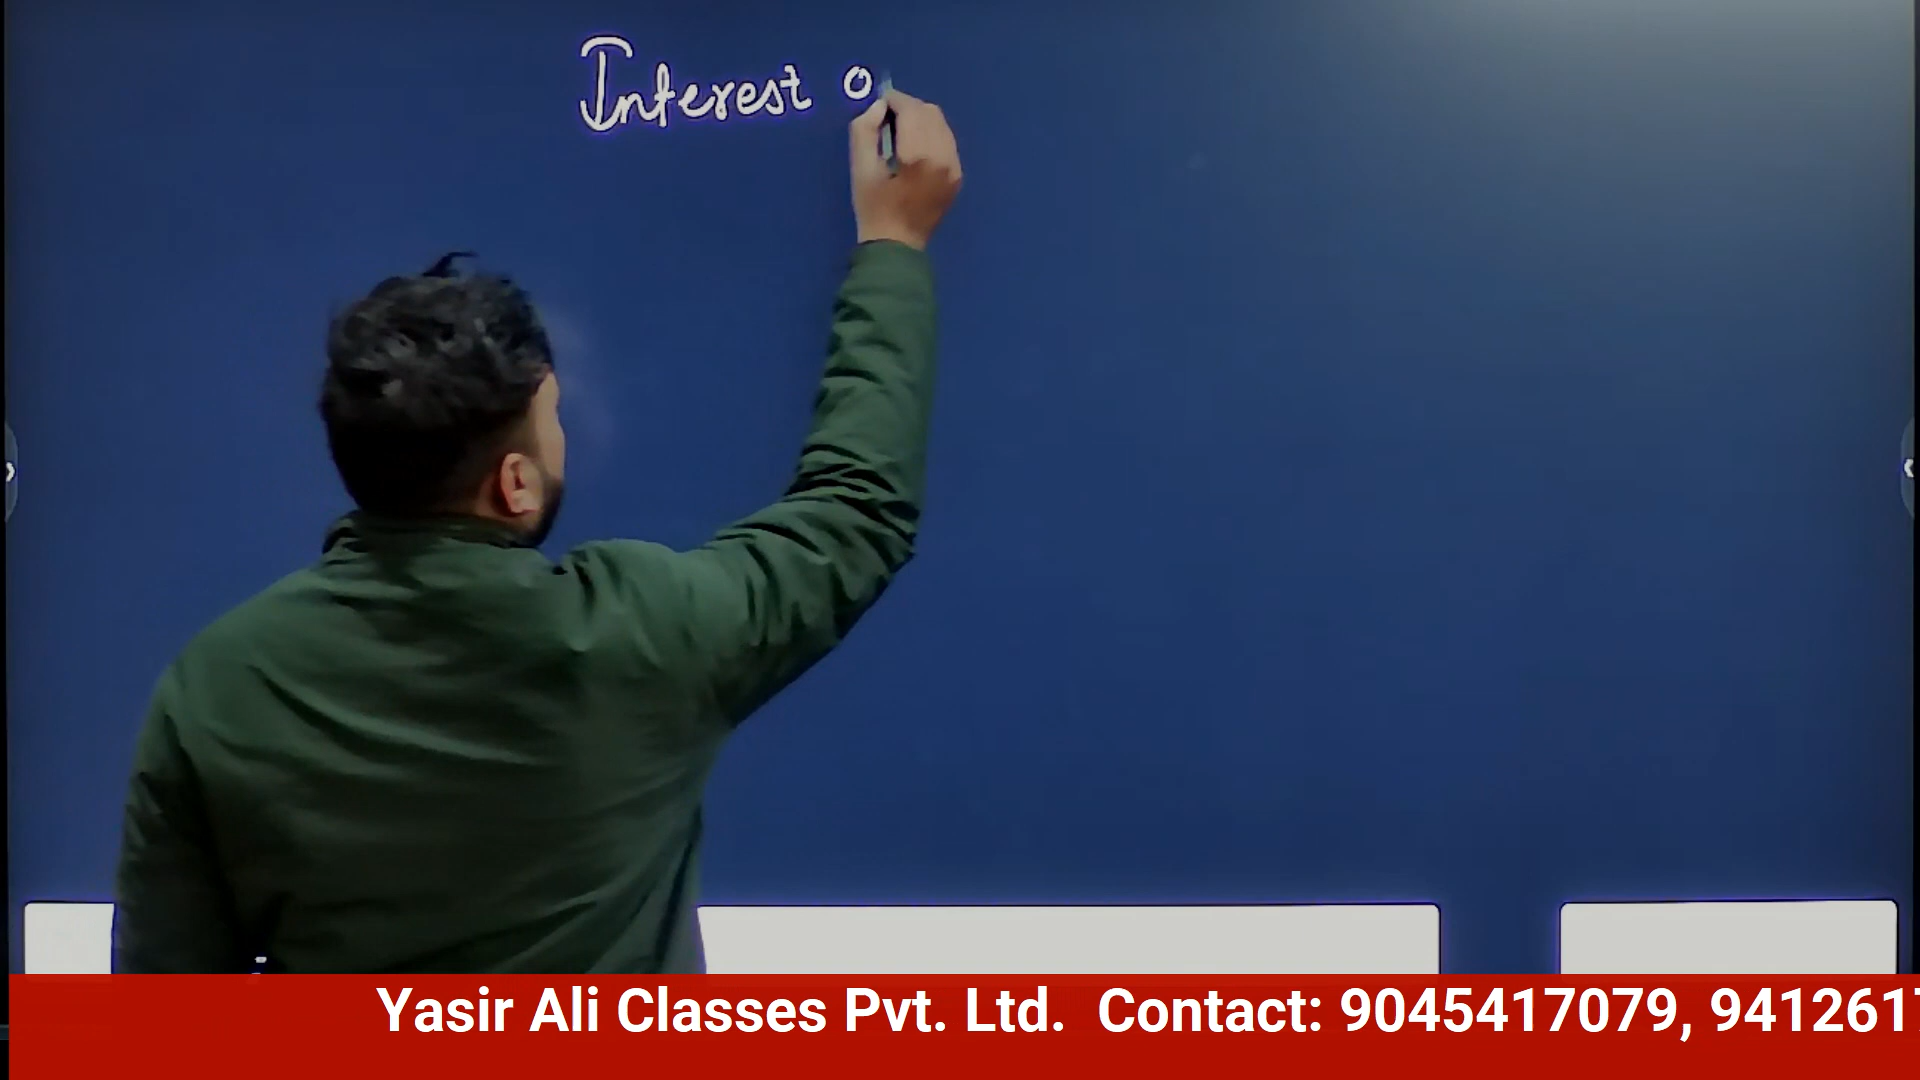 Interest o
Yasir Ali Classes Pvt. Ltd. Contact: 9045417079, 941261